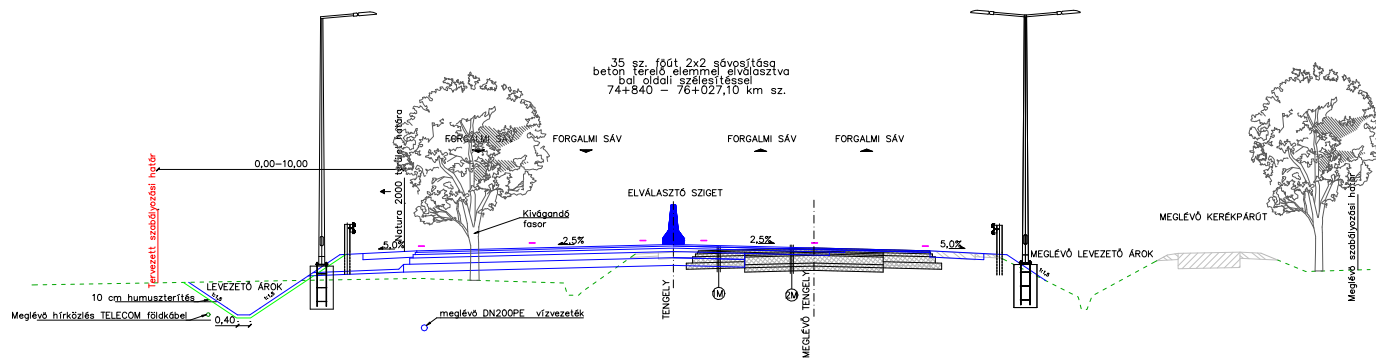 35 sz. főút 2x2 sávosítása
beton terelő elemmel elválasztva
bal oldali szélesítéssel
74+840 – 76+027,10 km sz.
FORGALMI SÁV
FORGALMI SÁV
FORGALMI SÁV
FORGALMI SÁV
Tervezett szabályozási határ
0,00–10,00
Natura 2000 terület határa
ELVÁLASZTÓ SZIGET
Kivágandó
fasor
MEGLÉVŐ KERÉKPÁRÚT
Meglévő szabályozási határ
5,0%
2,5%
2,5%
5,0%
MEGLÉVŐ LEVEZETŐ ÁROK
LEVEZETŐ ÁROK
10 cm humuszterítés
Meglévő hírközlés TELECOM földkábel
0,40
meglévő DN200PE vízvezeték
TENGELY
1M
2M
MEGLÉVŐ TENGELY